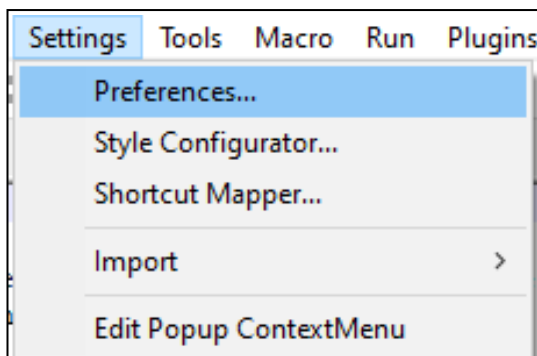 Settings Tools Macro Run Plugins
Preferences...
Style Configurator...
Shortcut Mapper...
Import
Edit Popup ContextMenu